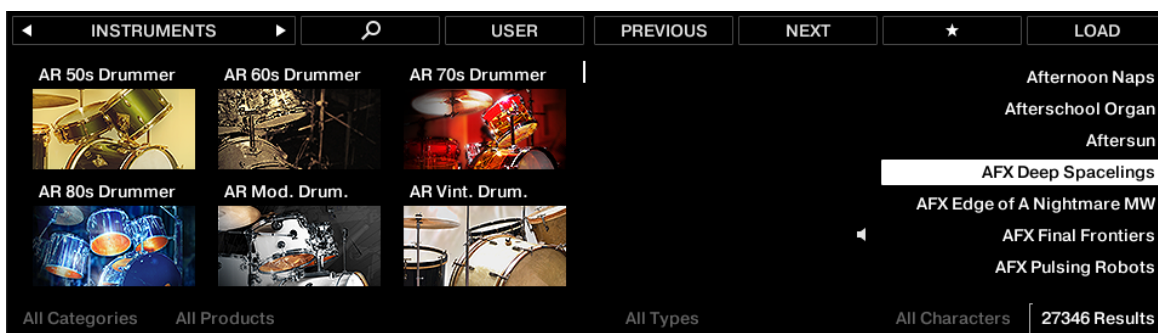 INSTRUMENTS USER PREVIOUS NEXT LOAD
AR 50s Drummer AR 60s Drummer AR 70s Drummer
AR 80s Drummer AR Mod. Drum. AR Vint. Drum.
Afternoon Naps
Afterschool Organ
Aftersun
AFX Deep Spacelings
AFX Edge of A Nightmare MW
AFX Final Frontiers
AFX Pulsing Robots
All Categories All Products All Types All Characters 27346 Results